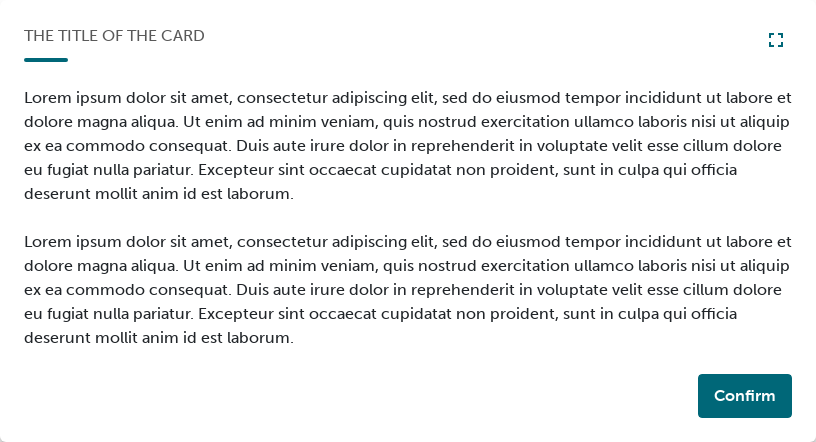 THE TITLE OF THE CARD
Lorem ipsum dolor sit amet, consectetur adipiscing elit, sed do eiusmod tempor incididunt ut labore et
dolore magna aliqua. Ut enim ad minim veniam, quis nostrud exercitation ullamco laboris nisi ut aliquip
ex ea commodo consequat. Duis aute irure dolor in reprehenderit in voluptate velit esse cillum dolore
eu fugiat nulla pariatur. Excepteur sint occaecat cupidatat non proident, sunt in culpa qui officia
deserunt mollit anim id est laborum.
Lorem ipsum dolor sit amet, consectetur adipiscing elit, sed do eiusmod tempor incididunt ut labore et
dolore magna aliqua. Ut enim ad minim veniam, quis nostrud exercitation ullamco laboris nisi ut aliquip
ex ea commodo consequat. Duis aute irure dolor in reprehenderit in voluptate velit esse cillum dolore
eu fugiat nulla pariatur. Excepteur sint occaecat cupidatat non proident, sunt in culpa qui officia
deserunt mollit anim id est laborum.
Confirm